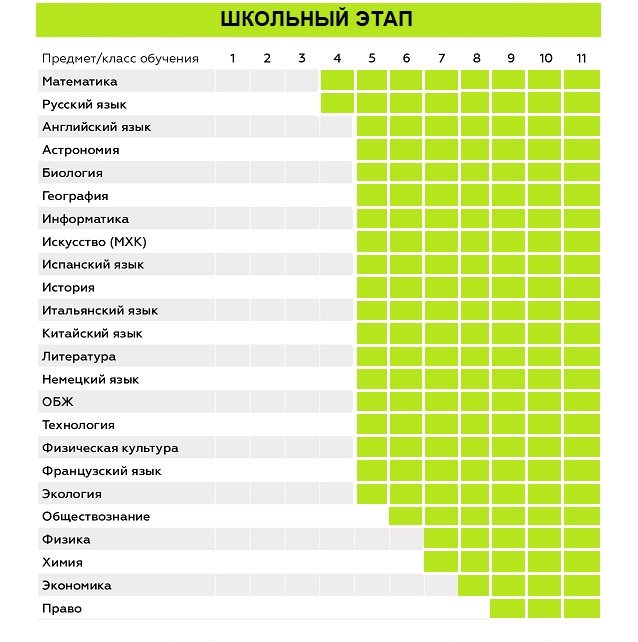 ШКОЛЬНЫЙ ЭТАП
Предмет/класс обучения 1 2 3 4 5 6 7 8 9 10 11
Математика
Русский язык
Английский язык
Астрономия
Биология
География
Информатика
Искусство (МХК)
Испанский язык
История
Итальянский язык
Китайский язык
Литература
Немецкий язык
ОБЖ
Технология
Физическая культура
Французский язык
Экология
Обществознание
Физика
Химия
Экономика
Право